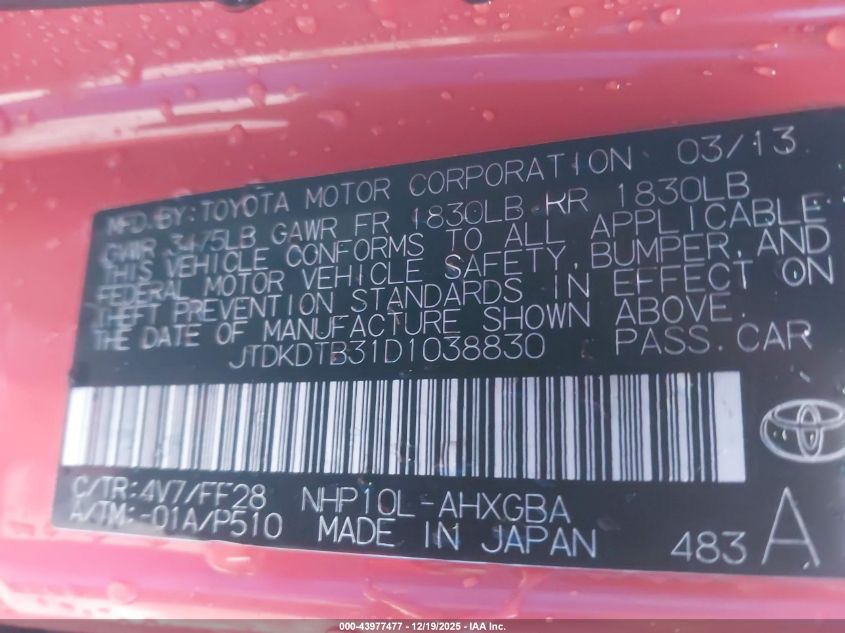 MFD.BY:TOYOTA MOTOR CORPORATION 03/13
GVWR 3475LB GAWR FR 1830LB RR 1830LB
THIS VEHICLE CONFORMS TO ALL APPLICABLE
FEDERAL MOTOR VEHICLE SAFETY, BUMPER, AND
THEFT PREVENTION STANDARDS IN EFFECT ON
THE DATE OF MANUFACTURE SHOWN ABOVE.
JTDKDTB31D1038830 PASS.CAR
C/TR:4V7/FF28 NHP10L-AHXGBA
A/TM:-01A/P510 MADE IN JAPAN 483 A
000-43977477 - 12/19/2025 - IAA Inc.